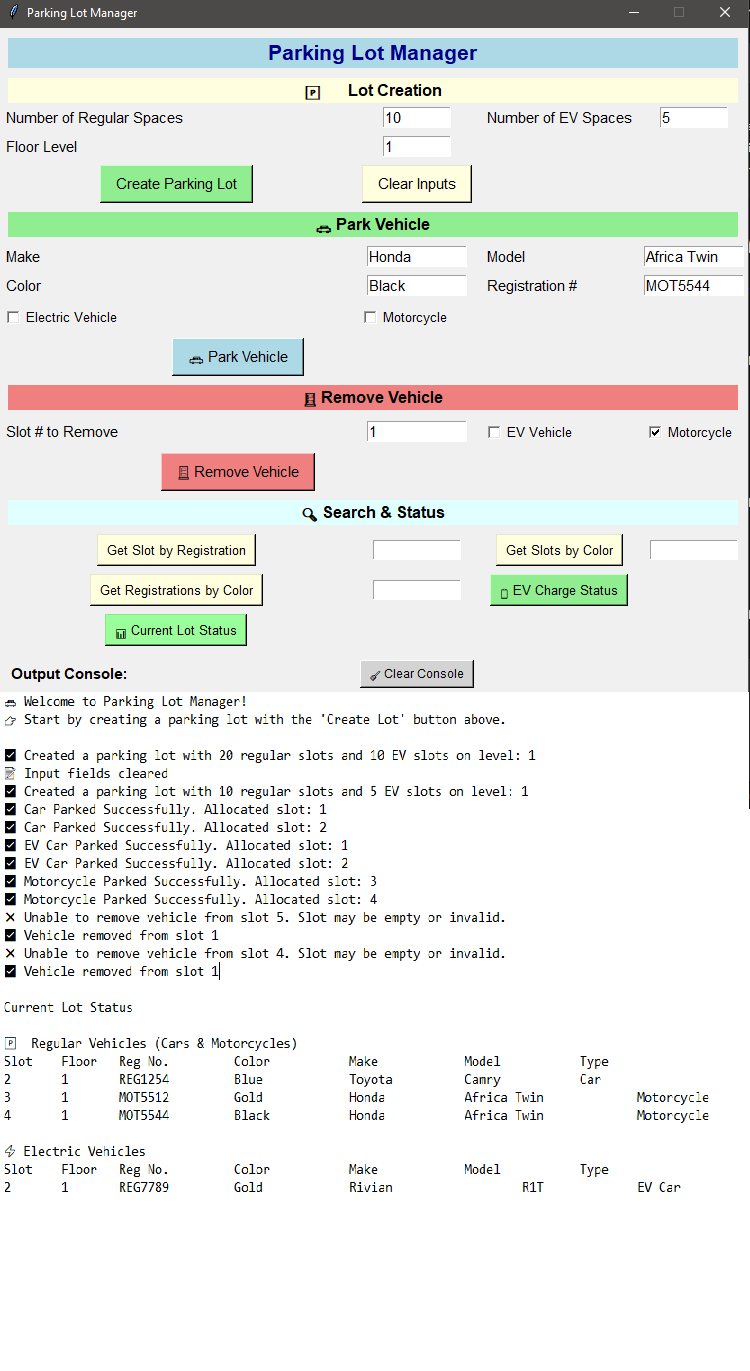 Parking Lot Manager
Parking Lot Manager
P Lot Creation
Number of Regular Spaces 10 Number of EV Spaces 5
Floor Level 1
Create Parking Lot Clear Inputs
Park Vehicle
Make Honda Model Africa Twin
Color Black Registration # MOT5544
Electric Vehicle Motorcycle
Park Vehicle
Remove Vehicle
Slot # to Remove 1 EV Vehicle Motorcycle
Remove Vehicle
Search & Status
Get Slot by Registration Get Slots by Color
Get Registrations by Color EV Charge Status
Current Lot Status
Output Console: Clear Console
Welcome to Parking Lot Manager!
Start by creating a parking lot with the 'Create Lot' button above.
Created a parking lot with 20 regular slots and 10 EV slots on level: 1
Input fields cleared
Created a parking lot with 10 regular slots and 5 EV slots on level: 1
Car Parked Successfully. Allocated slot: 1
Car Parked Successfully. Allocated slot: 2
EV Car Parked Successfully. Allocated slot: 1
EV Car Parked Successfully. Allocated slot: 2
Motorcycle Parked Successfully. Allocated slot: 3
Motorcycle Parked Successfully. Allocated slot: 4
Unable to remove vehicle from slot 5. Slot may be empty or invalid.
Vehicle removed from slot 1
Unable to remove vehicle from slot 4. Slot may be empty or invalid.
Vehicle removed from slot 1
Current Lot Status
P Regular Vehicles (Cars & Motorcycles)
Slot Floor Reg No. Color Make Model Type
2 1 REG1254 Blue Toyota Camry Car
3 1 MOT5512 Gold Honda Africa Twin Motorcycle
4 1 MOT5544 Black Honda Africa Twin Motorcycle
Electric Vehicles
Slot Floor Reg No. Color Make Model Type
2 1 REG7789 Gold Rivian R1T EV Car